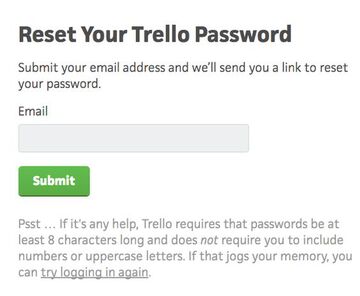 Reset Your Trello Password
Submit your email address and we'll send you a link to reset
your password.
Email
Submit
Psst … If it's any help, Trello requires that passwords be at
least 8 characters long and does not require you to include
numbers or uppercase letters. If that jogs your memory, you
can try logging in again.